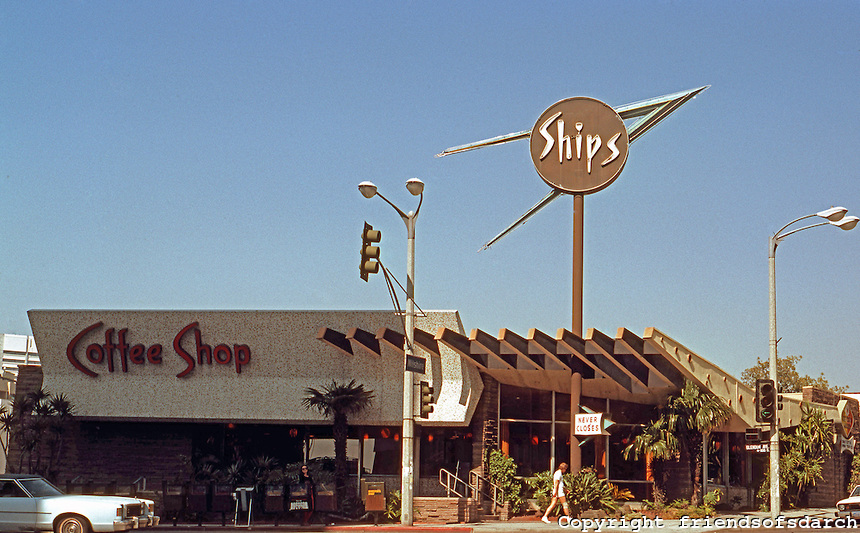 Ships
Coffee Shop
NEVER
CLOSES
Copyright friendsofsdarch